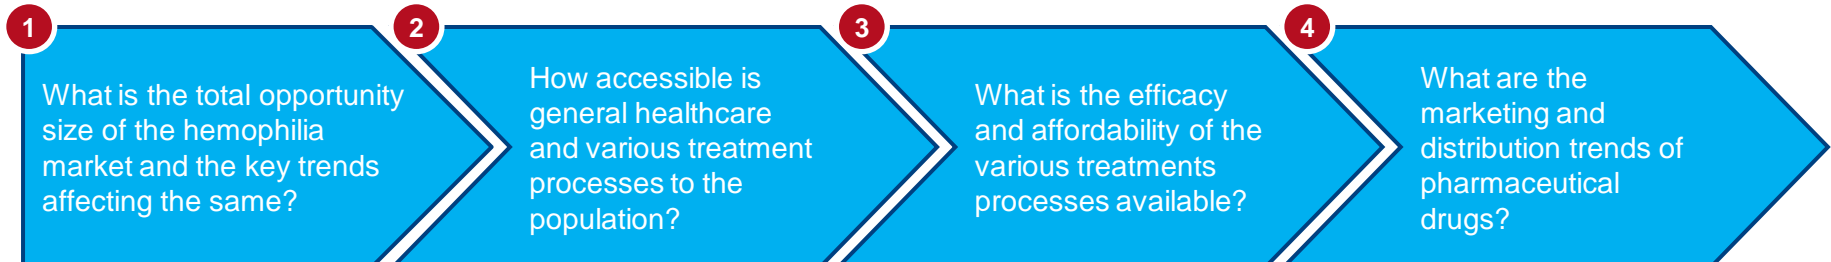 1
What is the total opportunity
size of the hemophilia
market and the key trends
affecting the same?
2
How accessible is
general healthcare
and various treatment
processes to the
population?
3
What is the efficacy
and affordability of the
various treatments
processes available?
4
What are the
marketing and
distribution trends of
pharmaceutical
drugs?